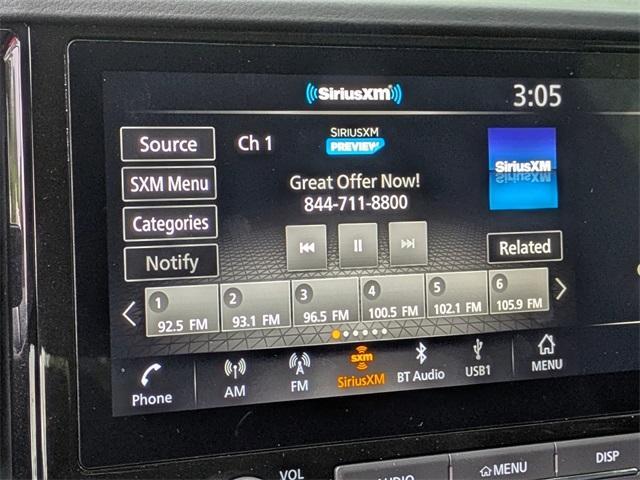 SiriusXM
3:05
Source
Ch 1
SIRIUSXM
PREVIEW
SiriusXM
SXM Menu
Great Offer Now!
844-711-8800
Categories
Notify
Related
1 2 3 4 5 6
92.5 FM 93.1 FM 96.5 FM 100.5 FM 102.1 FM 105.9 FM
sxm
Phone AM FM SiriusXM BT Audio USB1 MENU
VOL AUDIO MENU DISP